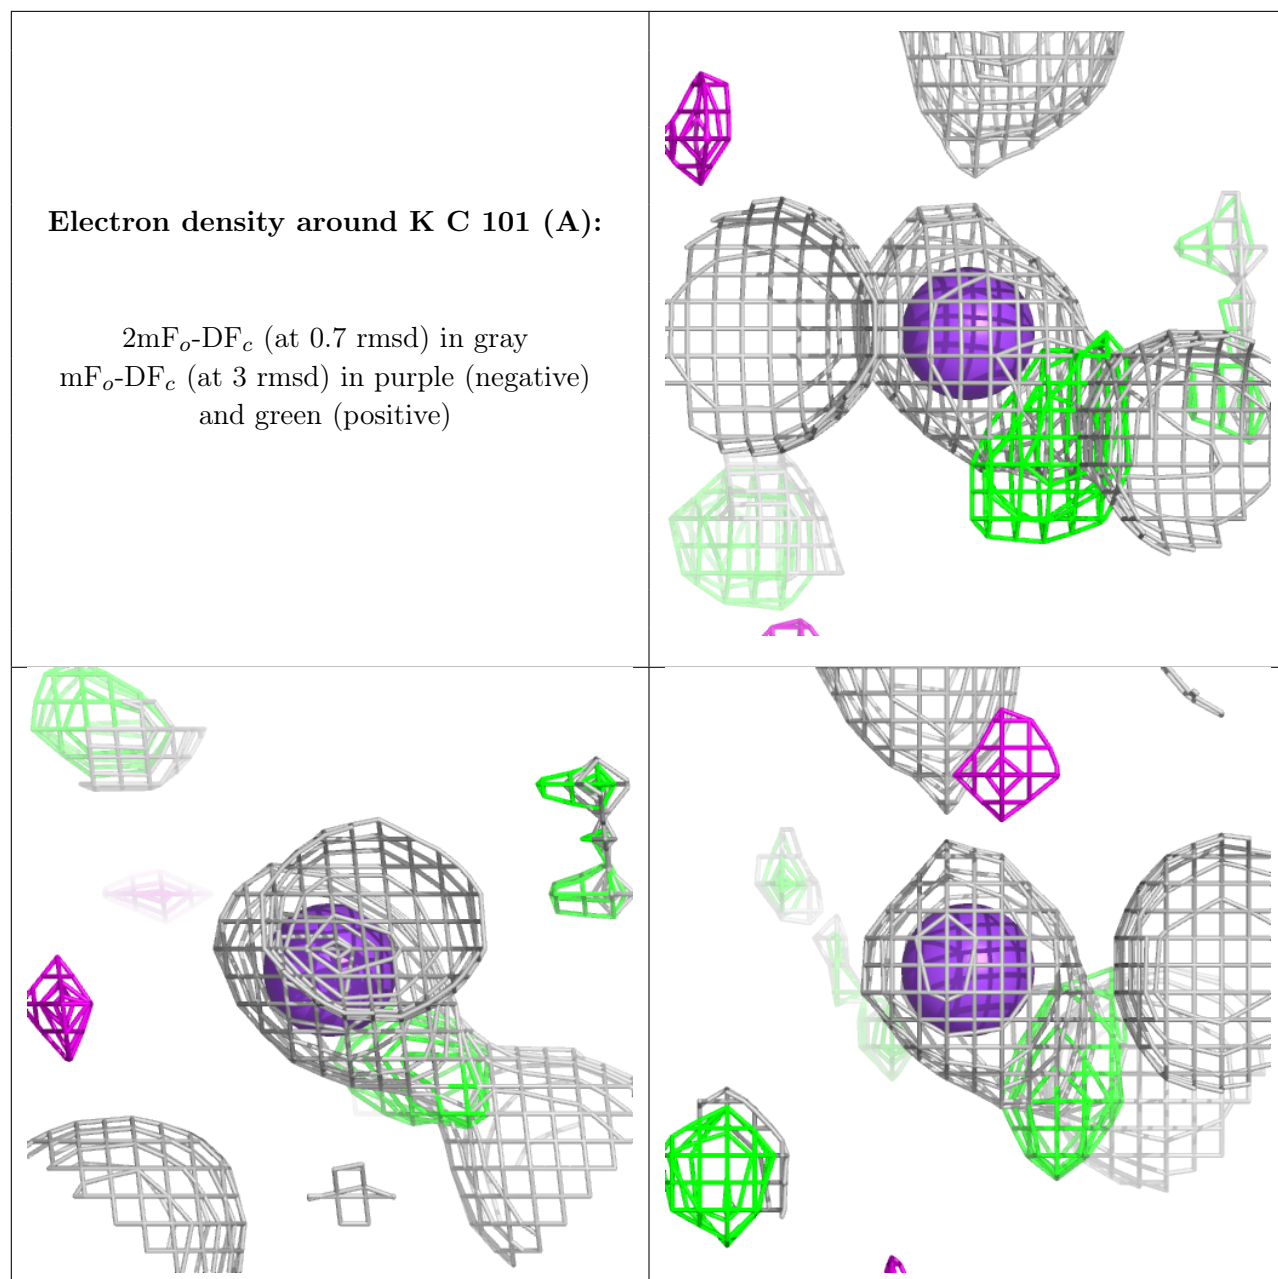 Electron density around K C 101 (A):
2mFₒ-DF𝒸 (at 0.7 rmsd) in gray
mFₒ-DF𝒸 (at 3 rmsd) in purple (negative)
and green (positive)